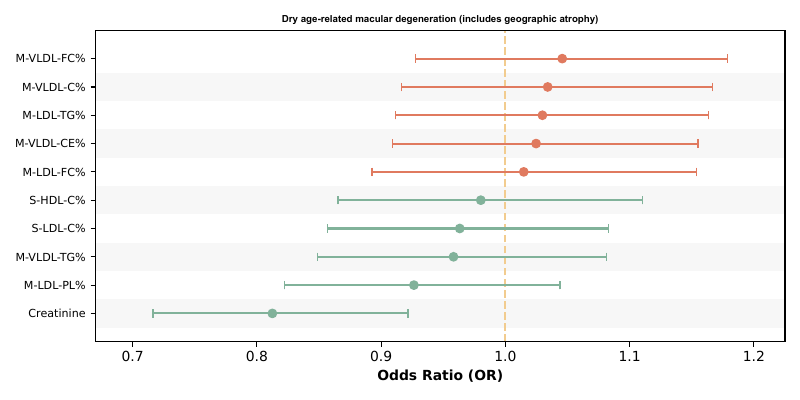 Dry age-related macular degeneration (includes geographic atrophy)
M-VLDL-FC%
M-VLDL-C%
M-LDL-TG%
M-VLDL-CE%
M-LDL-FC%
S-HDL-C%
S-LDL-C%
M-VLDL-TG%
M-LDL-PL%
Creatinine
0.7 0.8 0.9 1.0 1.1 1.2
Odds Ratio (OR)